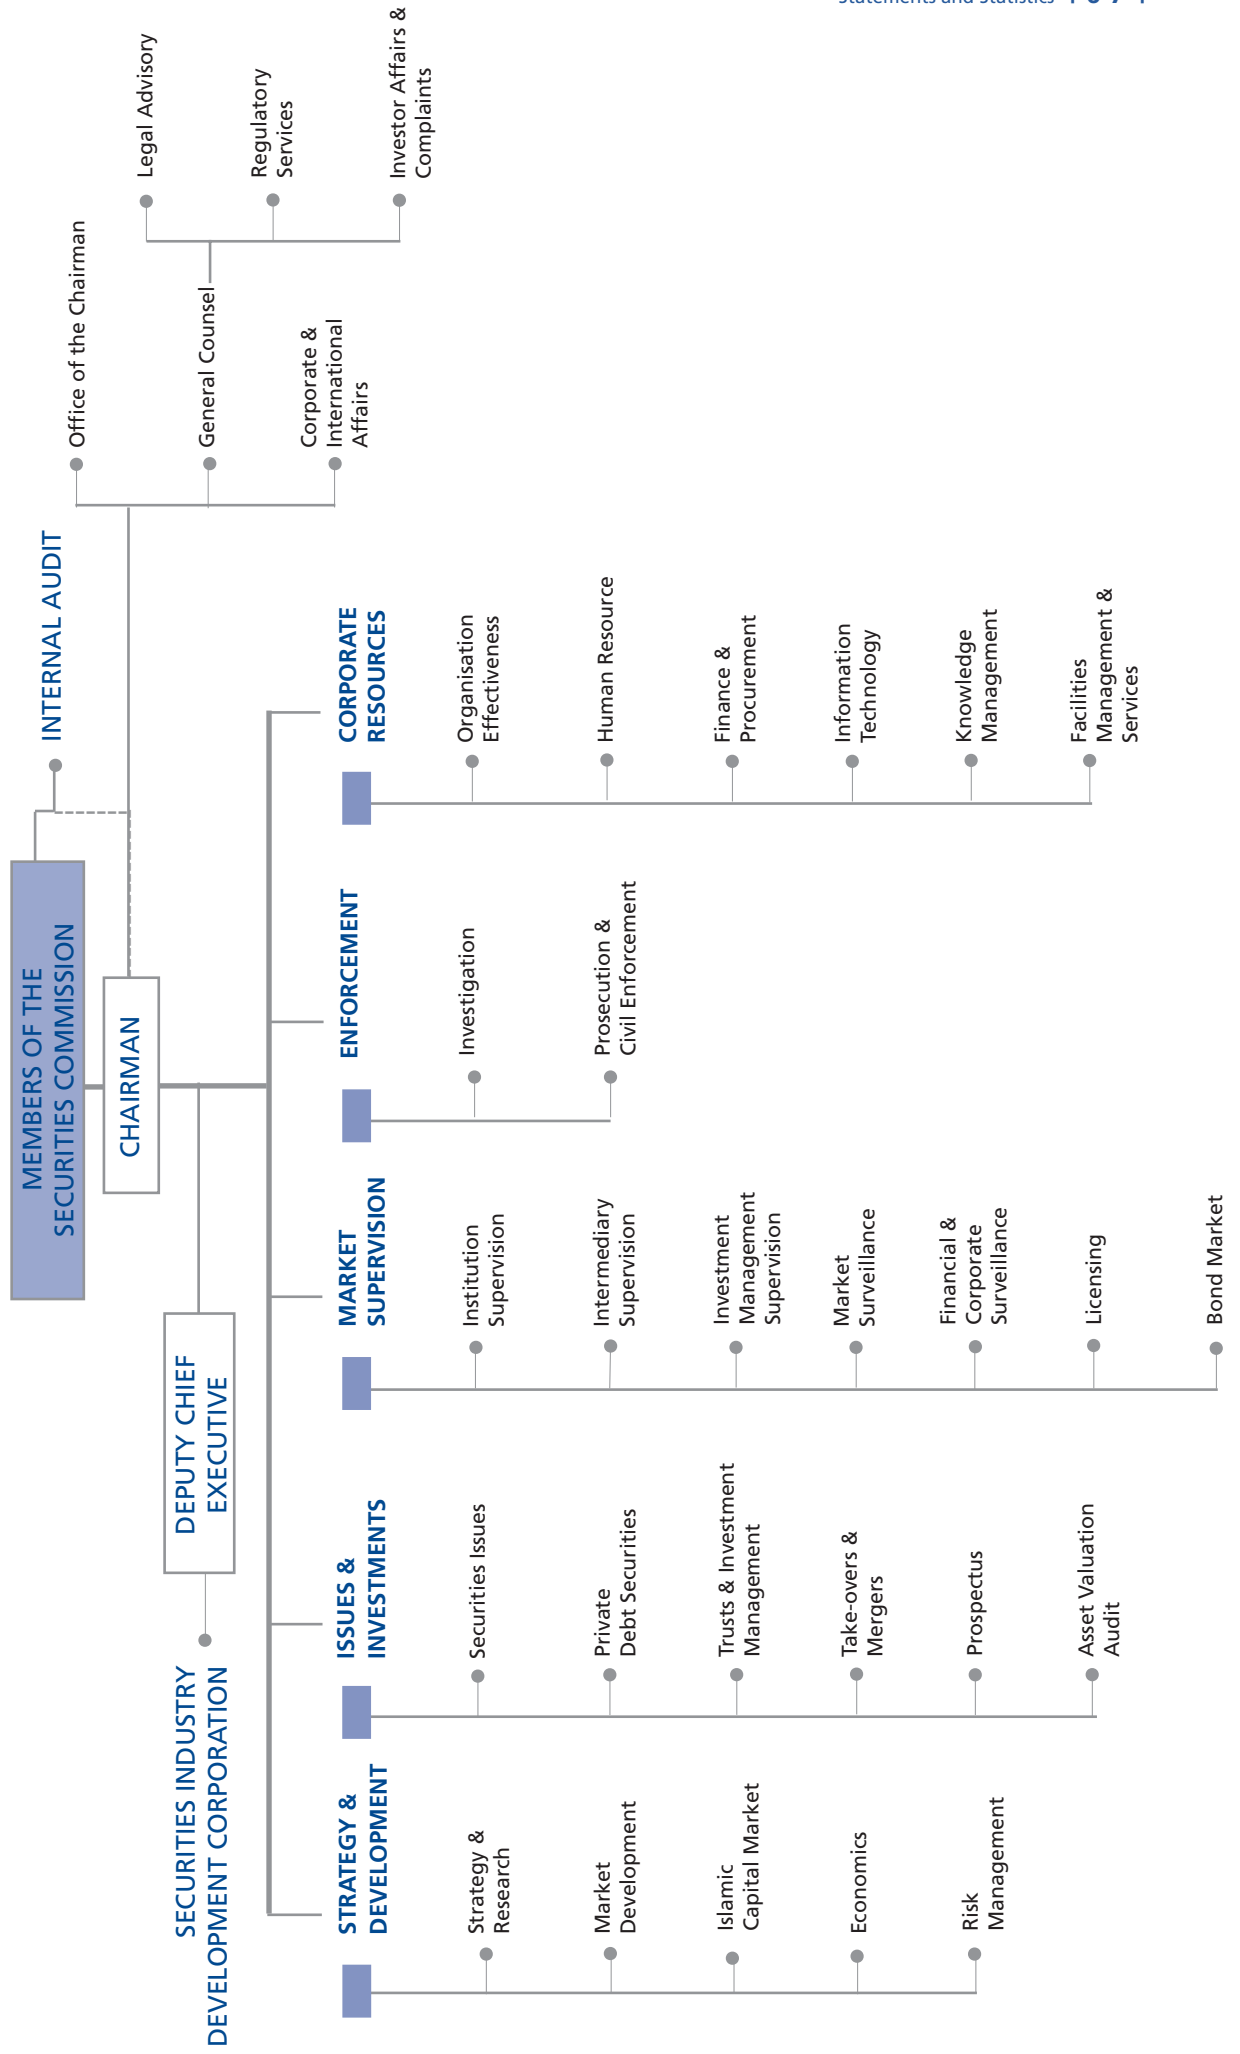 MEMBERS OF THE
SECURITIES COMMISSION
INTERNAL AUDIT
CHAIRMAN
Office of the Chairman
General Counsel
Corporate &
International
Affairs
Legal Advisory
Regulatory
Services
Investor Affairs &
Complaints
DEPUTY CHIEF
EXECUTIVE
SECURITIES INDUSTRY
DEVELOPMENT CORPORATION
STRATEGY &
DEVELOPMENT
Strategy &
Research
Market
Development
Islamic
Capital Market
Economics
Risk
Management
ISSUES &
INVESTMENTS
Securities Issues
Private
Debt Securities
Trusts & Investment
Management
Take-overs &
Mergers
Prospectus
Asset Valuation
Audit
MARKET
SUPERVISION
Institution
Supervision
Intermediary
Supervision
Investment
Management
Supervision
Market
Surveillance
Financial &
Corporate
Surveillance
Licensing
Bond Market
ENFORCEMENT
Investigation
Prosecution &
Civil Enforcement
CORPORATE
RESOURCES
Organisation
Effectiveness
Human Resource
Finance &
Procurement
Information
Technology
Knowledge
Management
Facilities
Management &
Services
Statements and Statistics